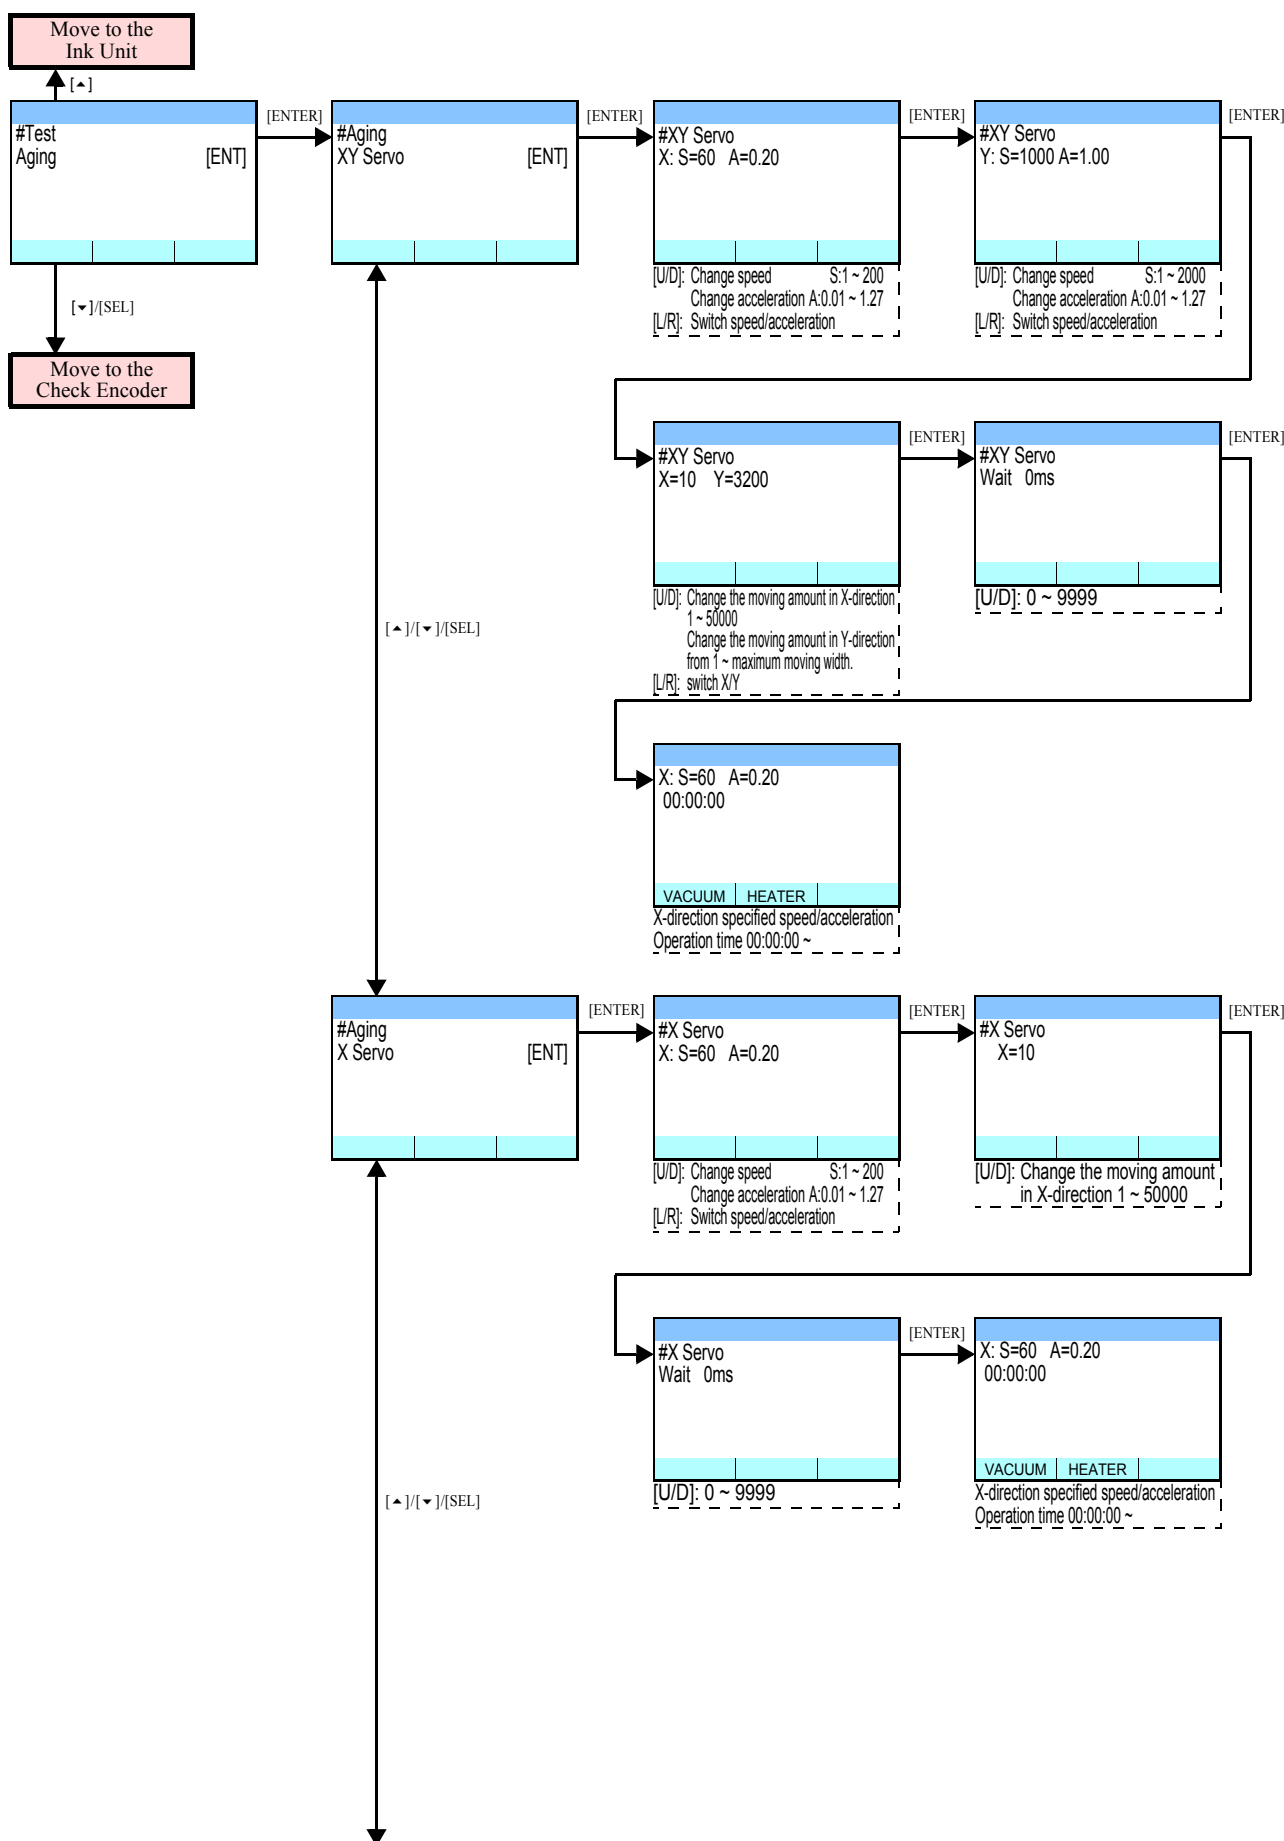 Move to the
Ink Unit
[▲]
#Test
Aging [ENT]
[ENTER]
#Aging
XY Servo [ENT]
[ENTER]
#XY Servo
X: S=60 A=0.20
[ENTER]
#XY Servo
Y: S=1000 A=1.00
[ENTER]
[U/D]: Change speed S:1 ~ 200
Change acceleration A:0.01 ~ 1.27
[L/R]: Switch speed/acceleration
[U/D]: Change speed S:1 ~ 2000
Change acceleration A:0.01 ~ 1.27
[L/R]: Switch speed/acceleration
[▼]/[SEL]
Move to the
Check Encoder
#XY Servo
X=10 Y=3200
[ENTER]
#XY Servo
Wait 0ms
[ENTER]
[U/D]: Change the moving amount in X-direction
1 ~ 50000
Change the moving amount in Y-direction
from 1 ~ maximum moving width.
[L/R]: switch X/Y
[U/D]: 0 ~ 9999
[▲]/[▼]/[SEL]
X: S=60 A=0.20
00:00:00
VACUUM HEATER
X-direction specified speed/acceleration
Operation time 00:00:00 ~
#Aging
X Servo [ENT]
[ENTER]
#X Servo
X: S=60 A=0.20
[ENTER]
#X Servo
X=10
[ENTER]
[U/D]: Change speed S:1 ~ 200
Change acceleration A:0.01 ~ 1.27
[L/R]: Switch speed/acceleration
[U/D]: Change the moving amount
in X-direction 1 ~ 50000
#X Servo
Wait 0ms
[ENTER]
X: S=60 A=0.20
00:00:00
VACUUM HEATER
[U/D]: 0 ~ 9999
X-direction specified speed/acceleration
Operation time 00:00:00 ~
[▲]/[▼]/[SEL]